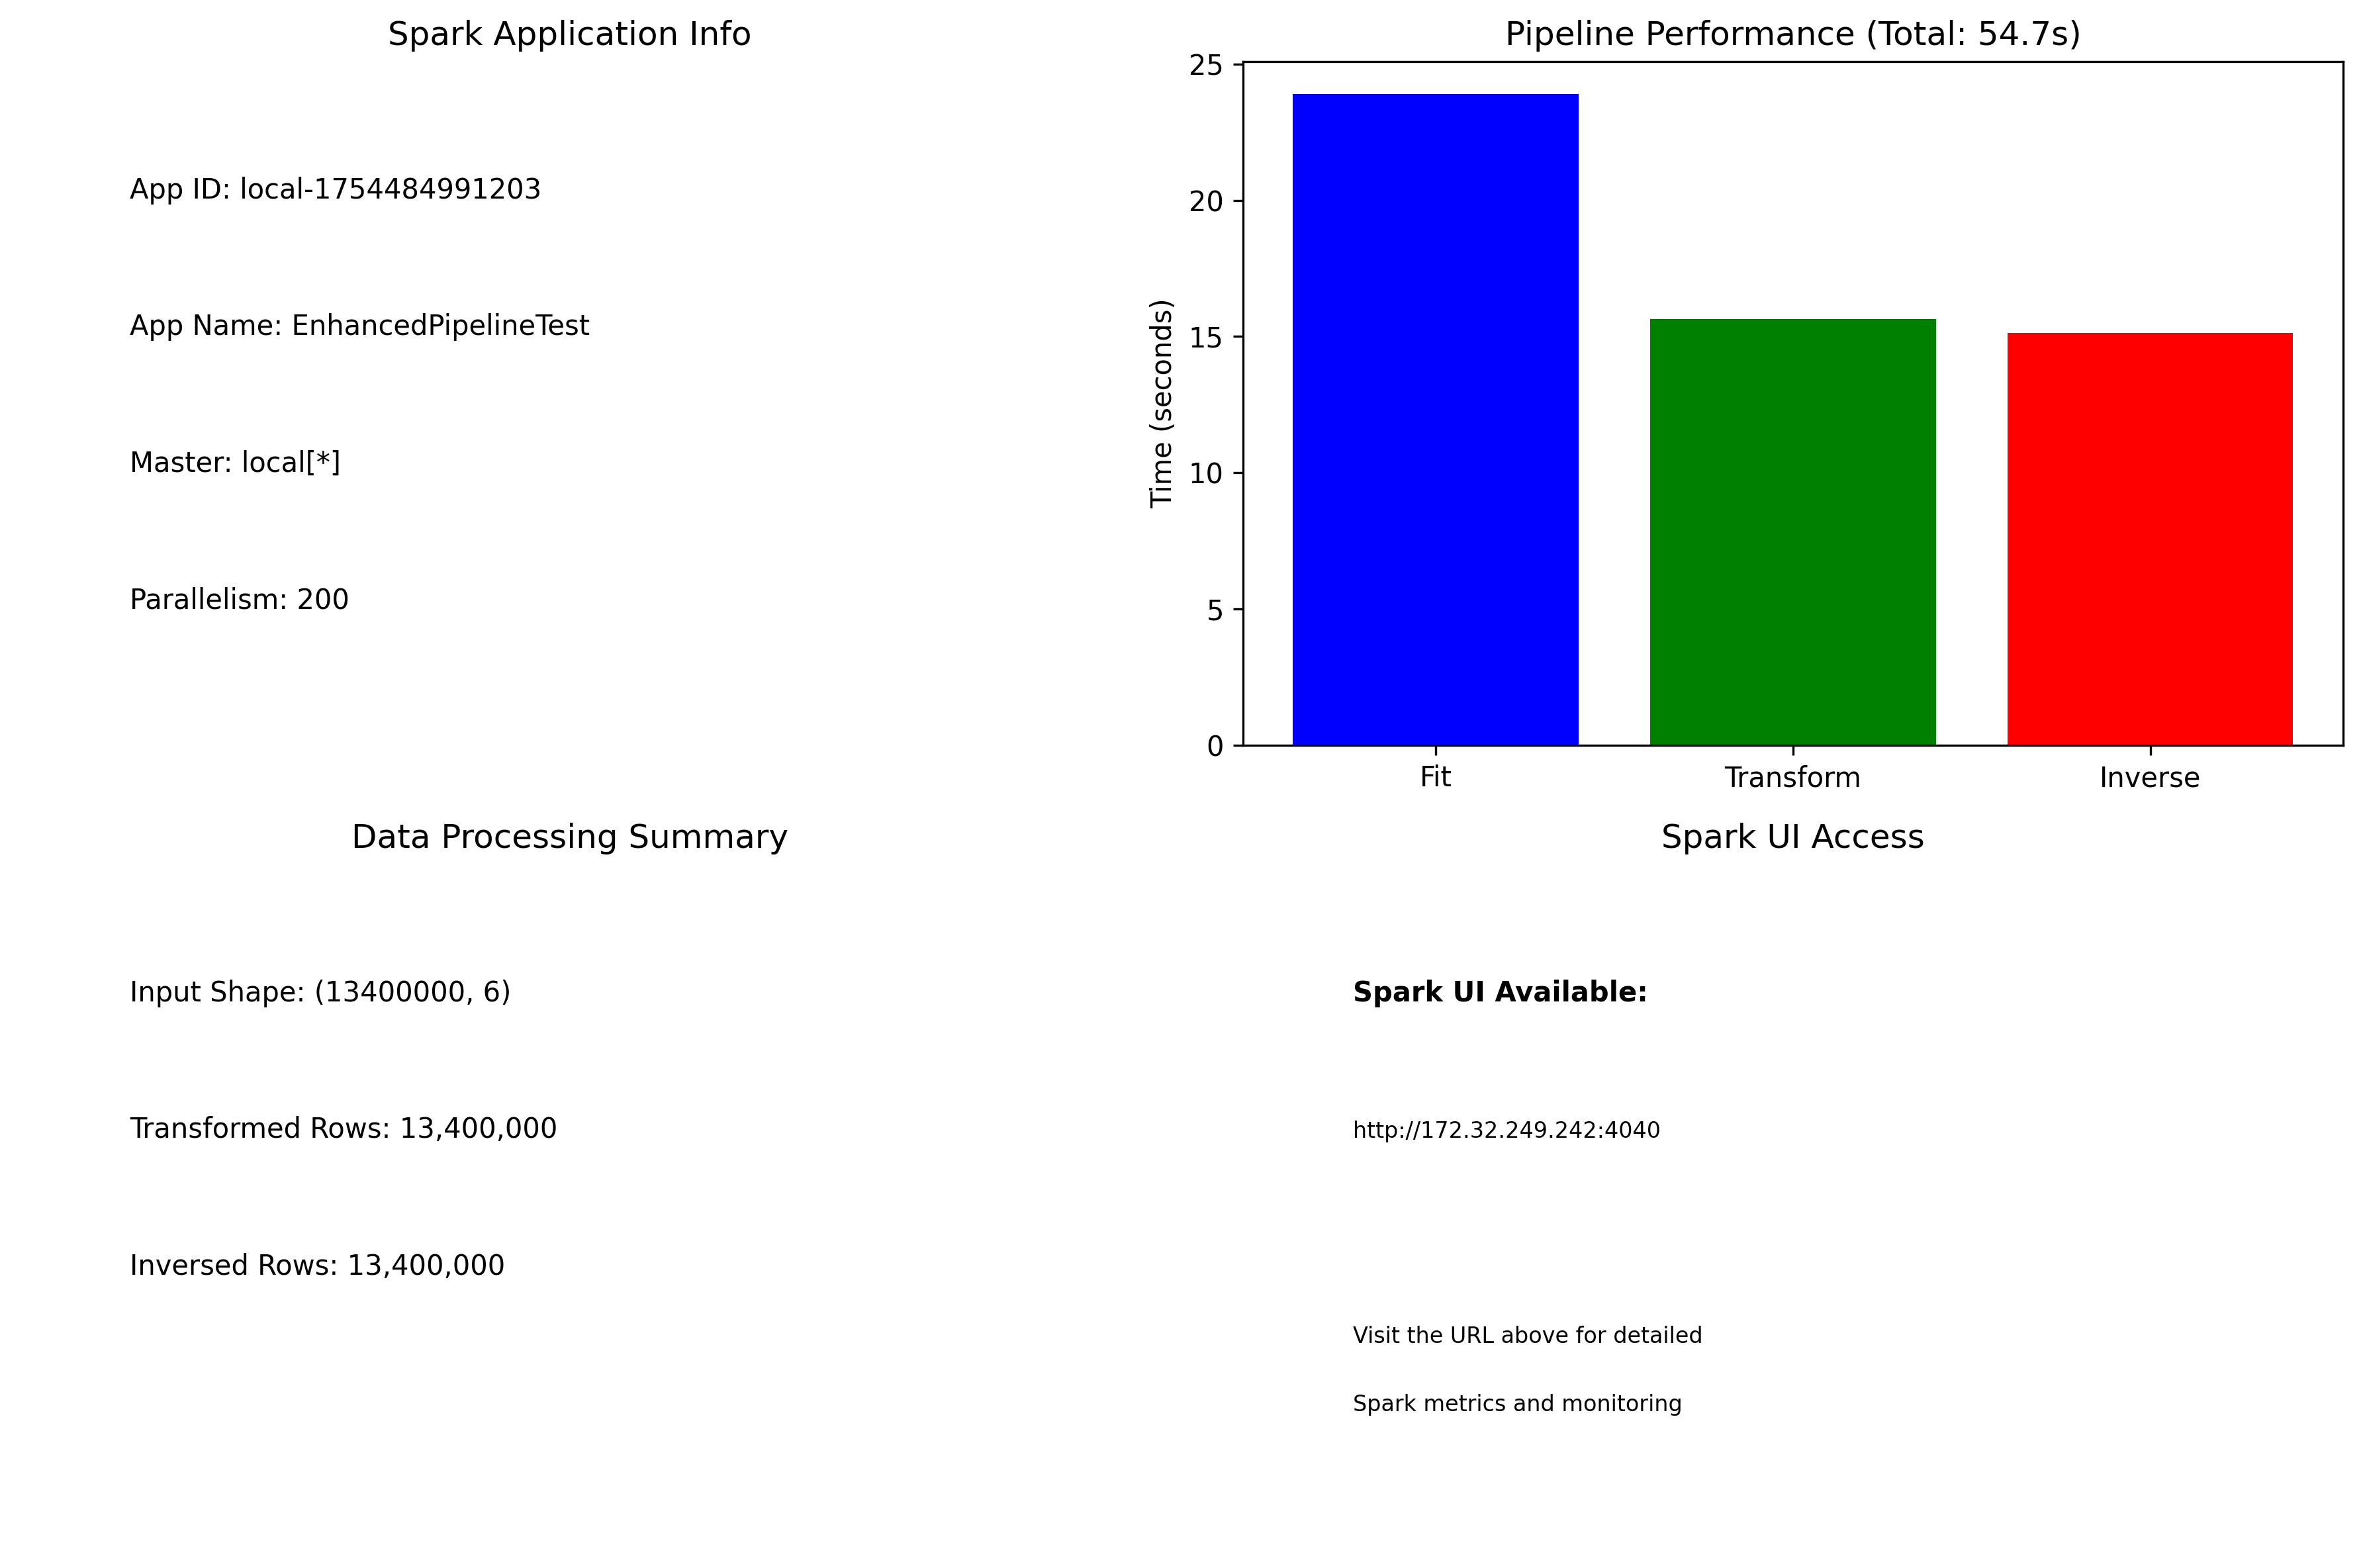 Spark Application Info
App ID: local-1754484991203
App Name: EnhancedPipelineTest
Master: local[*]
Parallelism: 200
Pipeline Performance (Total: 54.7s)
Time (seconds)
25
20
15
10
5
0
Fit
Transform
Inverse
Data Processing Summary
Input Shape: (13400000, 6)
Transformed Rows: 13,400,000
Inversed Rows: 13,400,000
Spark UI Access
Spark UI Available:
http://172.32.249.242:4040
Visit the URL above for detailed
Spark metrics and monitoring